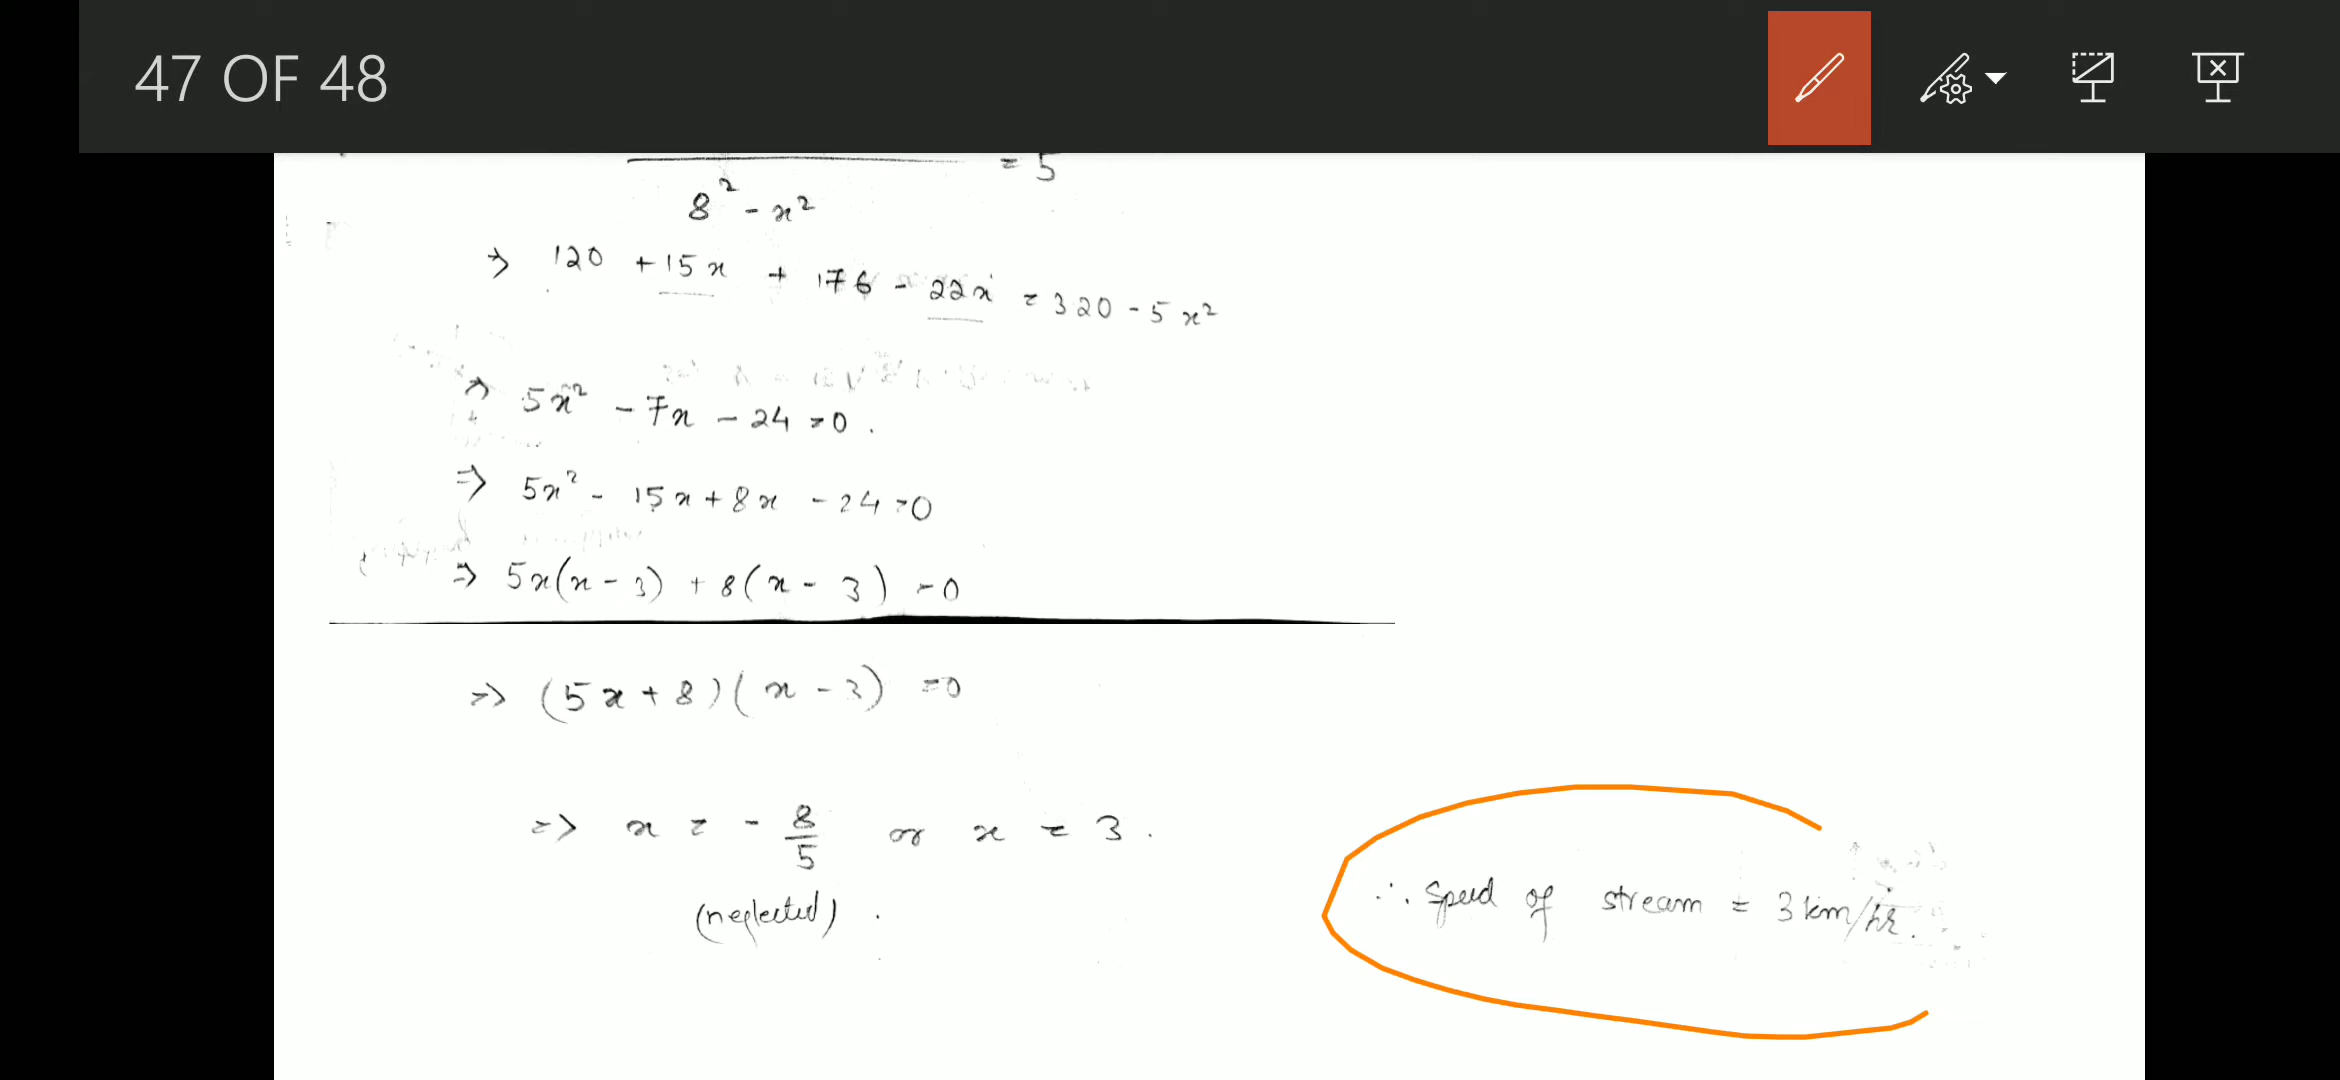 47 OF 48
= 5
8² - x²
⇒ 120 + 15x + 176 - 22x = 320 - 5x²
⇒ 5x² - 7x - 24 = 0.
⇒ 5x² - 15x + 8x - 24 = 0
⇒ 5x(x - 3) + 8(x - 3) = 0
⇒ (5x + 8)(x - 3) = 0
⇒ x = -8/5 or x = 3.
(neglected).
∴ Speed of stream = 3 km/hr.